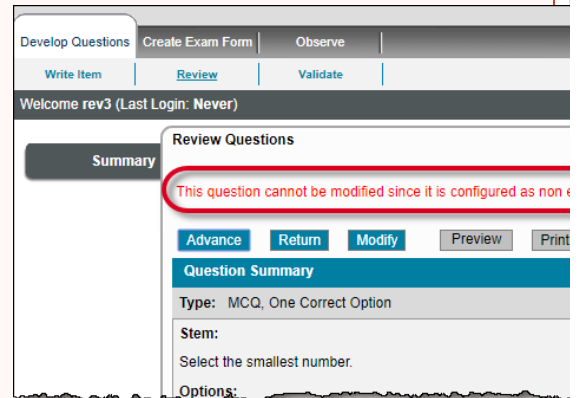 Develop Questions Create Exam Form Observe
Write Item Review Validate
Welcome rev3 (Last Login: Never)
Summary
Review Questions
This question cannot be modified since it is configured as non
Advance Return Modify Preview Print
Question Summary
Type: MCQ, One Correct Option
Stem:
Select the smallest number.
Options: